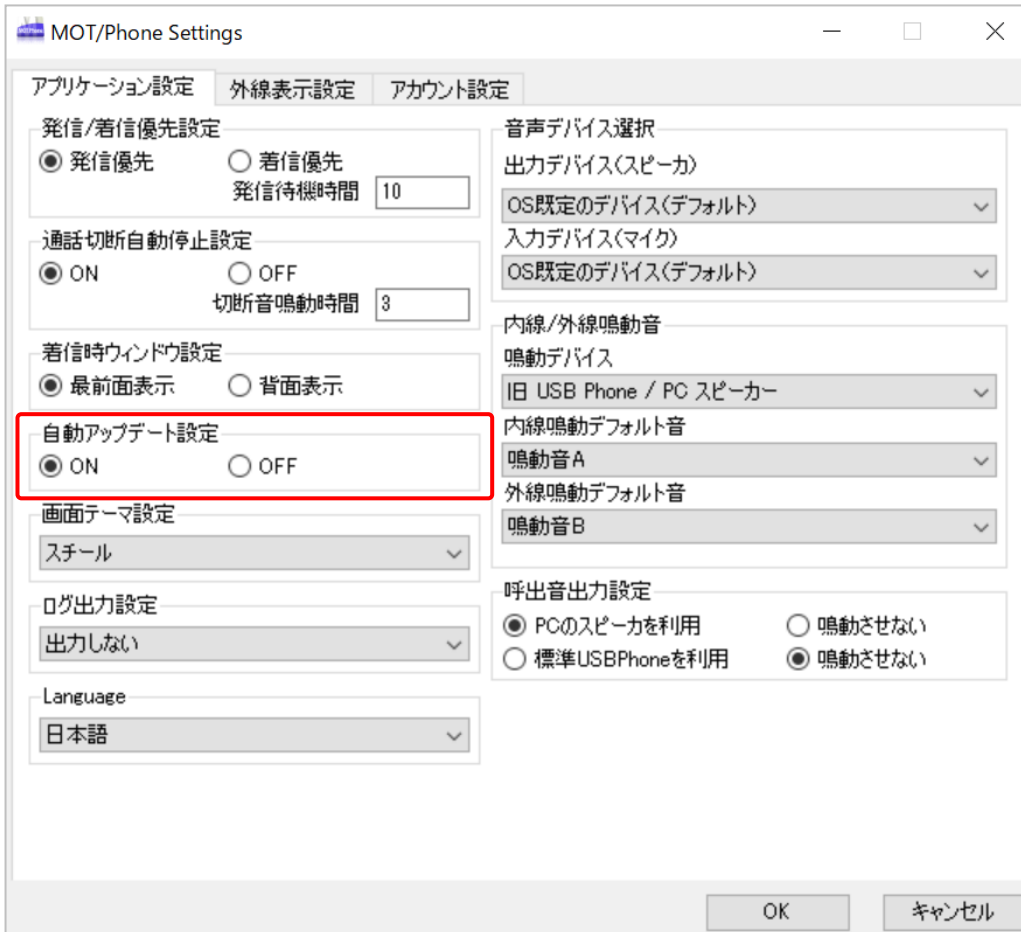 MOT/Phone Settings
アプリケーション設定 外線表示設定 アカウント設定
発信/着信優先設定
発信優先 着信優先
発信待機時間 10
通話切断自動停止設定
ON OFF
切断音鳴動時間 3
着信時ウィンドウ設定
最前面表示 背面表示
自動アップデート設定
ON OFF
画面テーマ設定
スチール
ログ出力設定
出力しない
Language
日本語
音声デバイス選択
出力デバイス(スピーカ)
OS既定のデバイス(デフォルト)
入力デバイス(マイク)
OS既定のデバイス(デフォルト)
内線/外線鳴動音
鳴動デバイス
旧 USB Phone / PC スピーカー
内線鳴動デフォルト音
鳴動音A
外線鳴動デフォルト音
鳴動音B
呼出音出力設定
PCのスピーカを利用 鳴動させない
標準USBPhoneを利用 鳴動させない
OK キャンセル